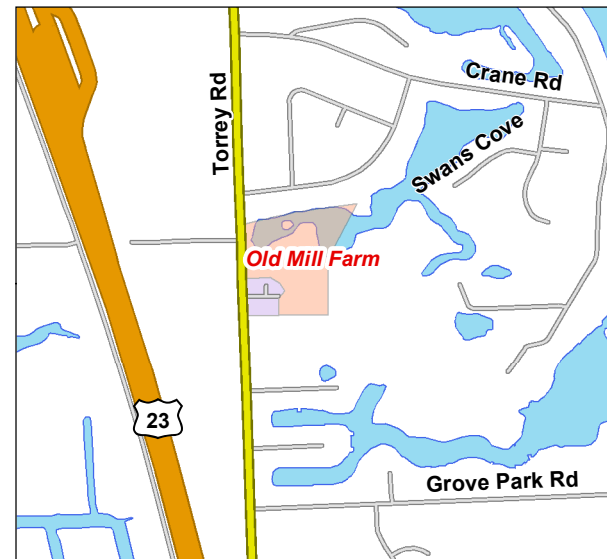 Crane Rd
Torrey Rd
Swans Cove
Old Mill Farm
23
Grove Park Rd